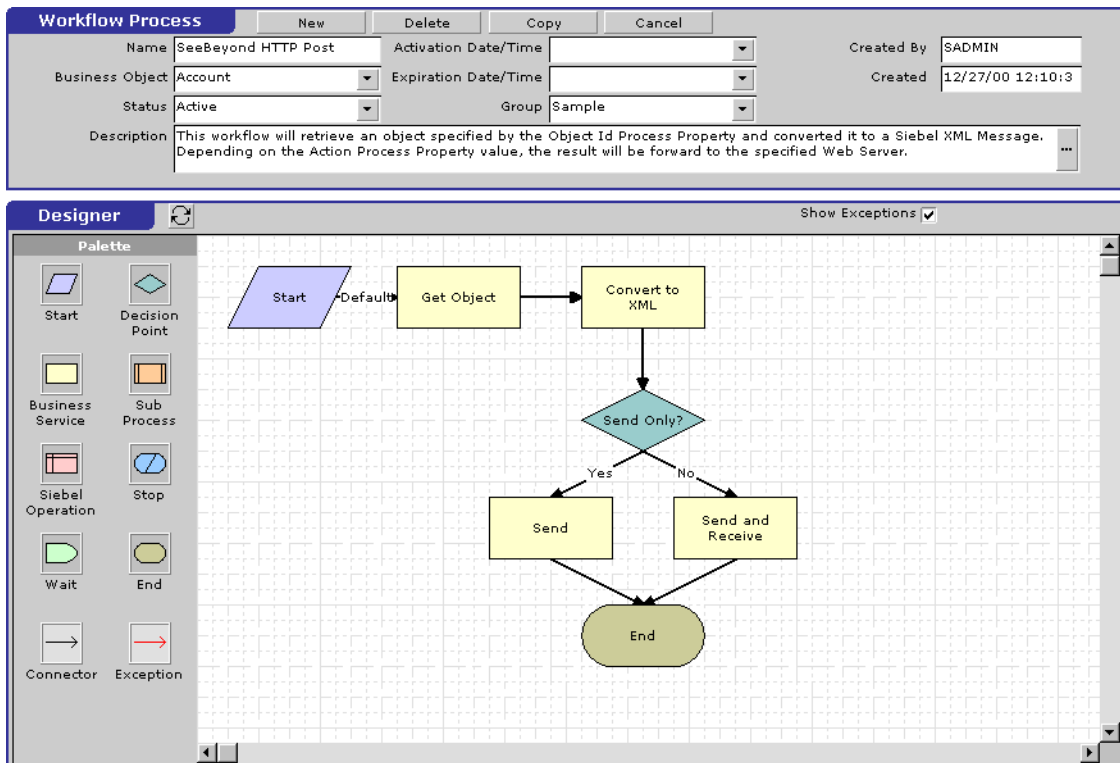 Workflow Process
New
Delete
Copy
Cancel
Name
SeeBeyond HTTP Post
Activation Date/Time
Created By
SADMIN
Business Object
Account
Expiration Date/Time
Created
12/27/00 12:10:3
Status
Active
Group
Sample
Description
This workflow will retrieve an object specified by the Object Id Process Property and converted it to a Siebel XML Message.
Depending on the Action Process Property value, the result will be forward to the specified Web Server.
...
Designer
Show Exceptions
Palette
Start
Decision
Point
Business
Service
Sub
Process
Siebel
Operation
Stop
Wait
End
Connector
Exception
Start
Default
Get Object
Convert to
XML
Send Only?
Yes
No
Send
Send and
Receive
End